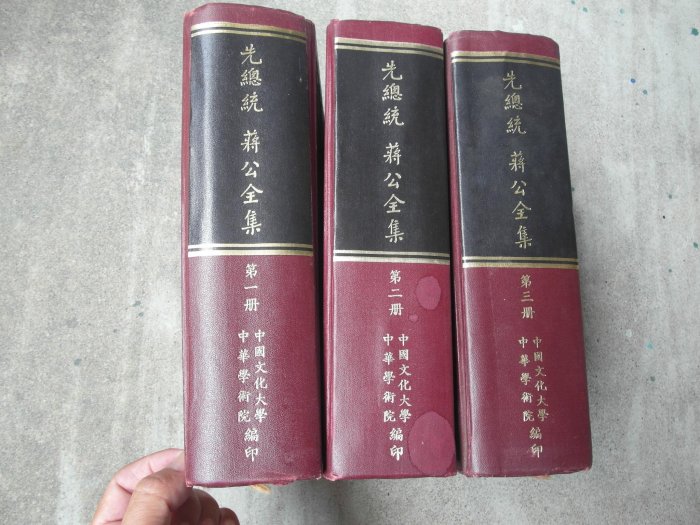 先總統 蔣公全集
第一册
中國文化大學
中華學術院
編印
先總統 蔣公全集
第二册
中國文化大學
中華學術院
編印
先總統 蔣公全集
第三册
中國文化大學
中華學術院
編印